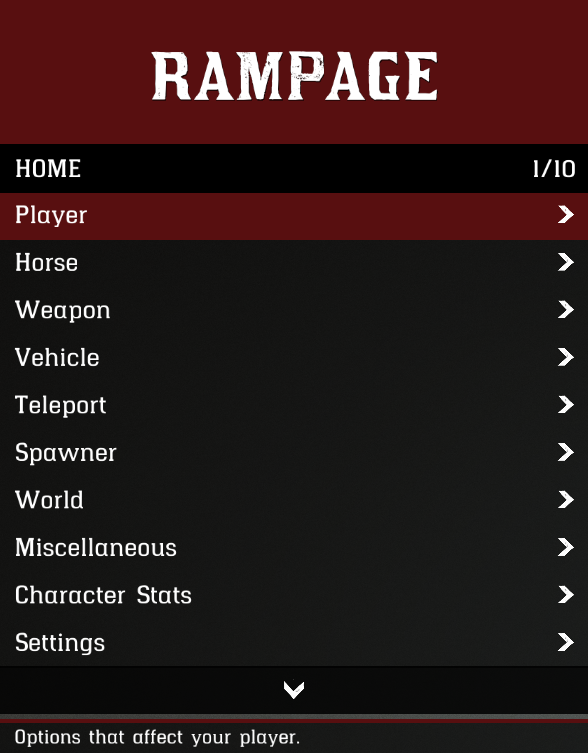 RAMPAGE
HOME 1/10
Player
Horse
Weapon
Vehicle
Teleport
Spawner
World
Miscellaneous
Character Stats
Settings
Options that affect your player.